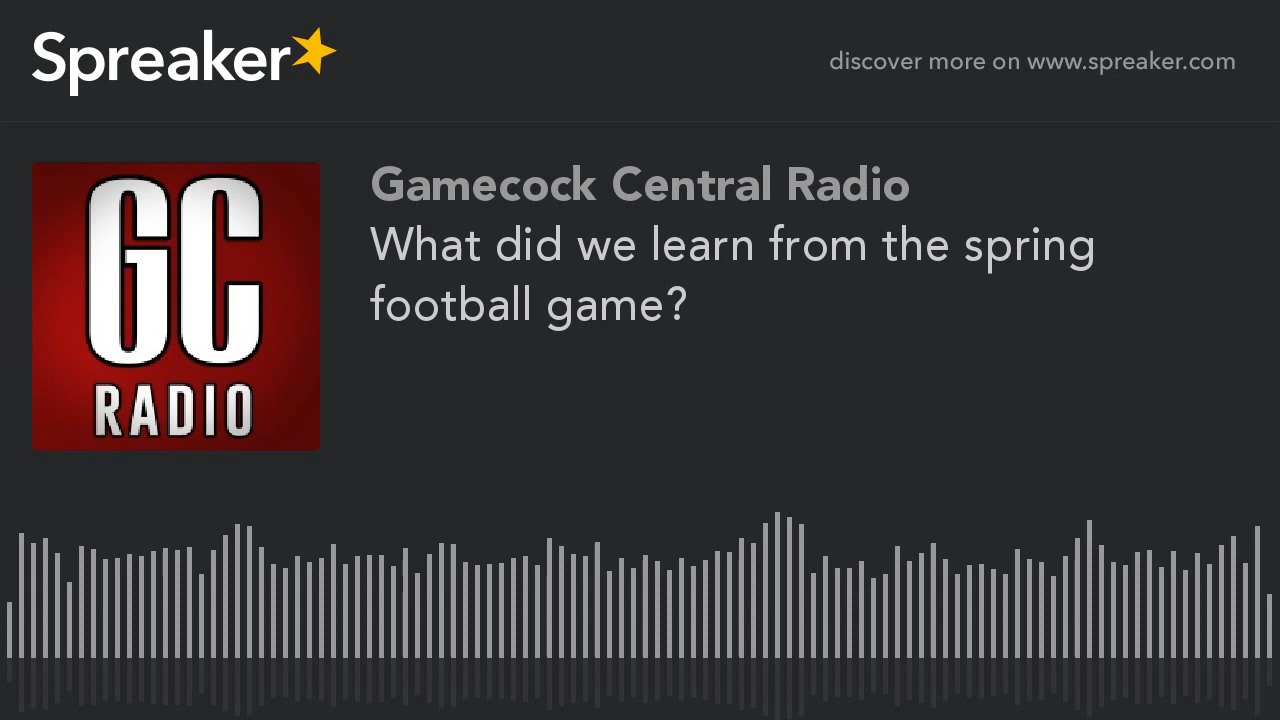 Spreaker
discover more on www.spreaker.com
GC
RADIO
Gamecock Central Radio
What did we learn from the spring
football game?